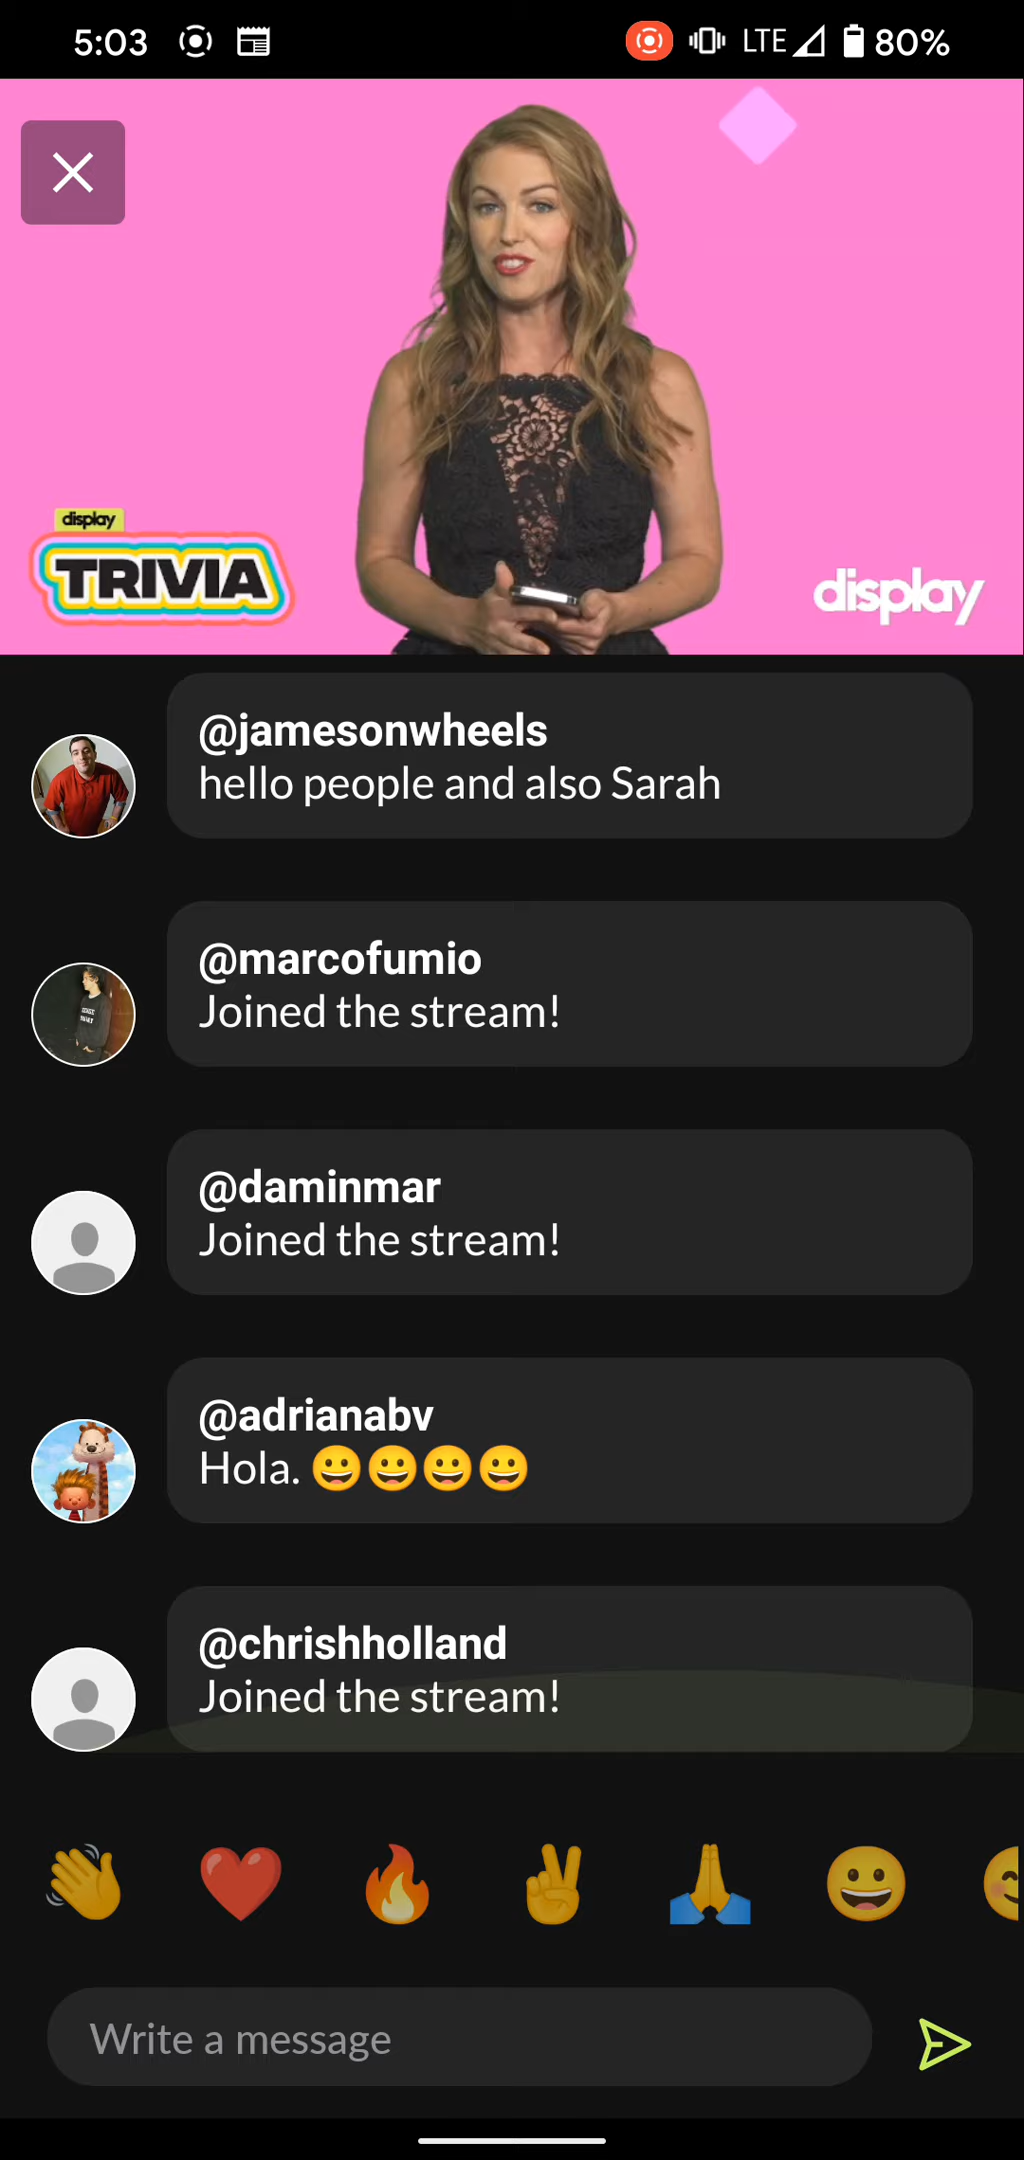 5:03
LTE 80%
display
TRIVIA
display
@jamesonwheels
hello people and also Sarah
@marcofumio
Joined the stream!
@daminmar
Joined the stream!
@adrianabv
Hola. 😀😀😀😀
@chrishholland
Joined the stream!
Write a message